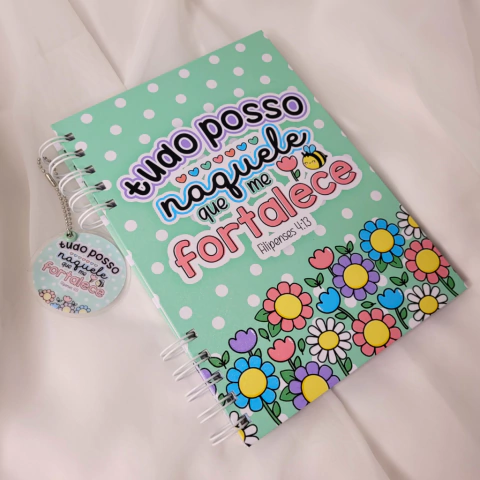 tudo posso
naquele
que me
fortalece
Filipenses 4:13
tudo posso
naquele
que me
fortalece